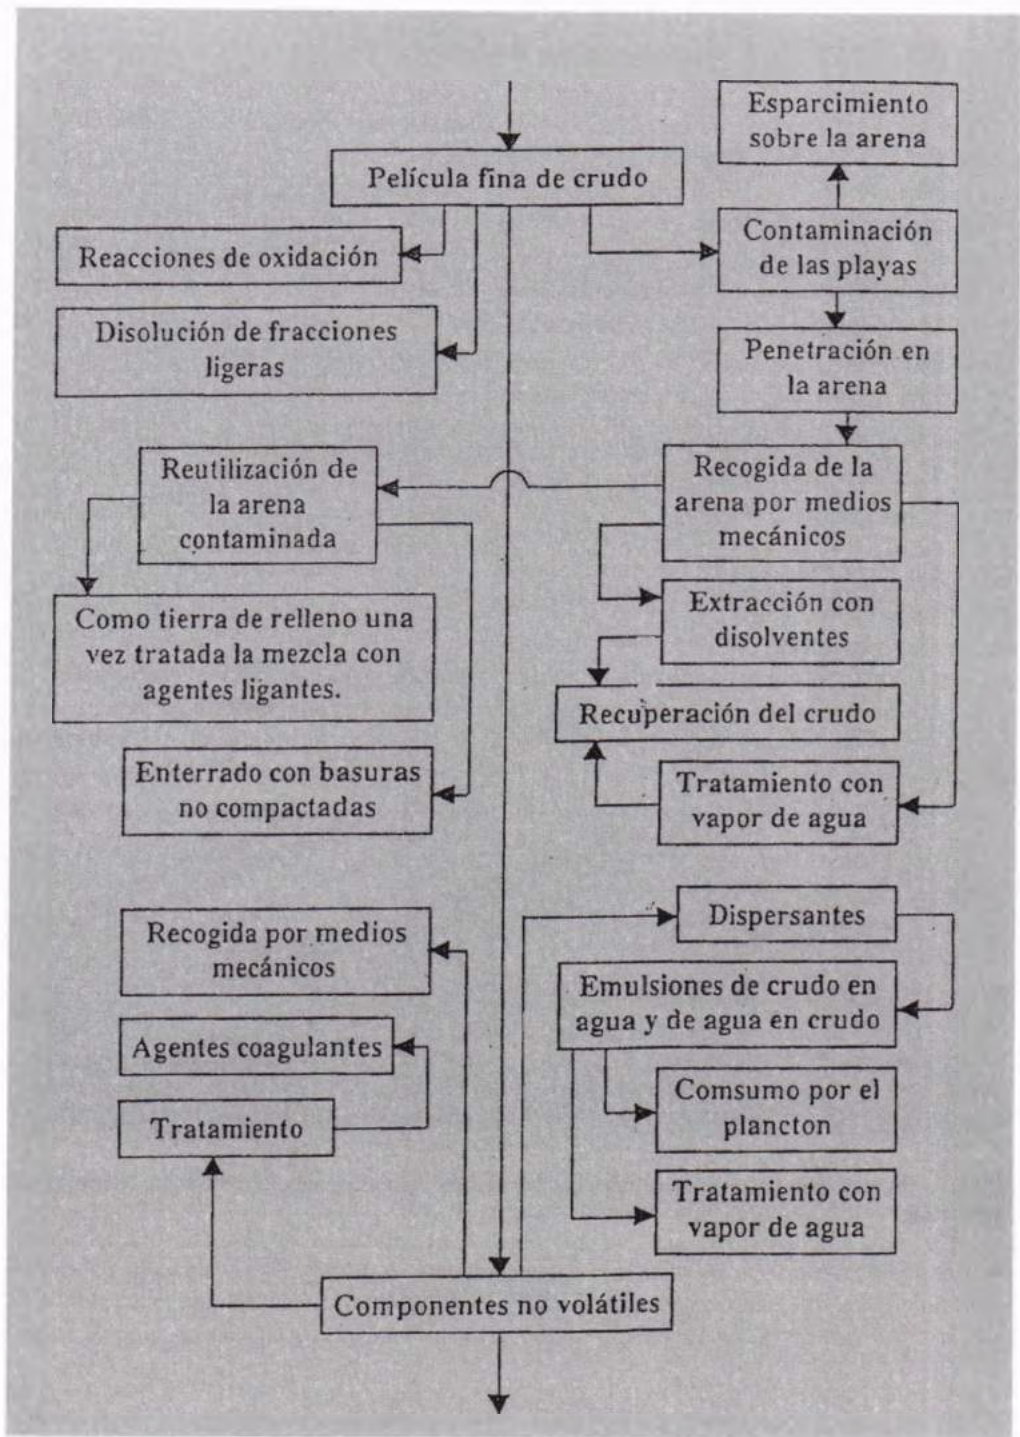 Esparcimiento
sobre la arena
Película fina de crudo
Reacciones de oxidación
Contaminación
de las playas
Disolución de fracciones
ligeras
Penetración en
la arena
Reutilización de
la arena
contaminada
Recogida de la
arena por medios
mecánicos
Como tierra de relleno una
vez tratada la mezcla con
agentes ligantes.
Extracción con
disolventes
Recuperación del crudo
Enterrado con basuras
no compactadas
Tratamiento con
vapor de agua
Recogida por medios
mecánicos
Dispersantes
Emulsiones de crudo en
agua y de agua en crudo
Agentes coagulantes
Tratamiento
Comsumo por el
plancton
Tratamiento con
vapor de agua
Componentes no volátiles